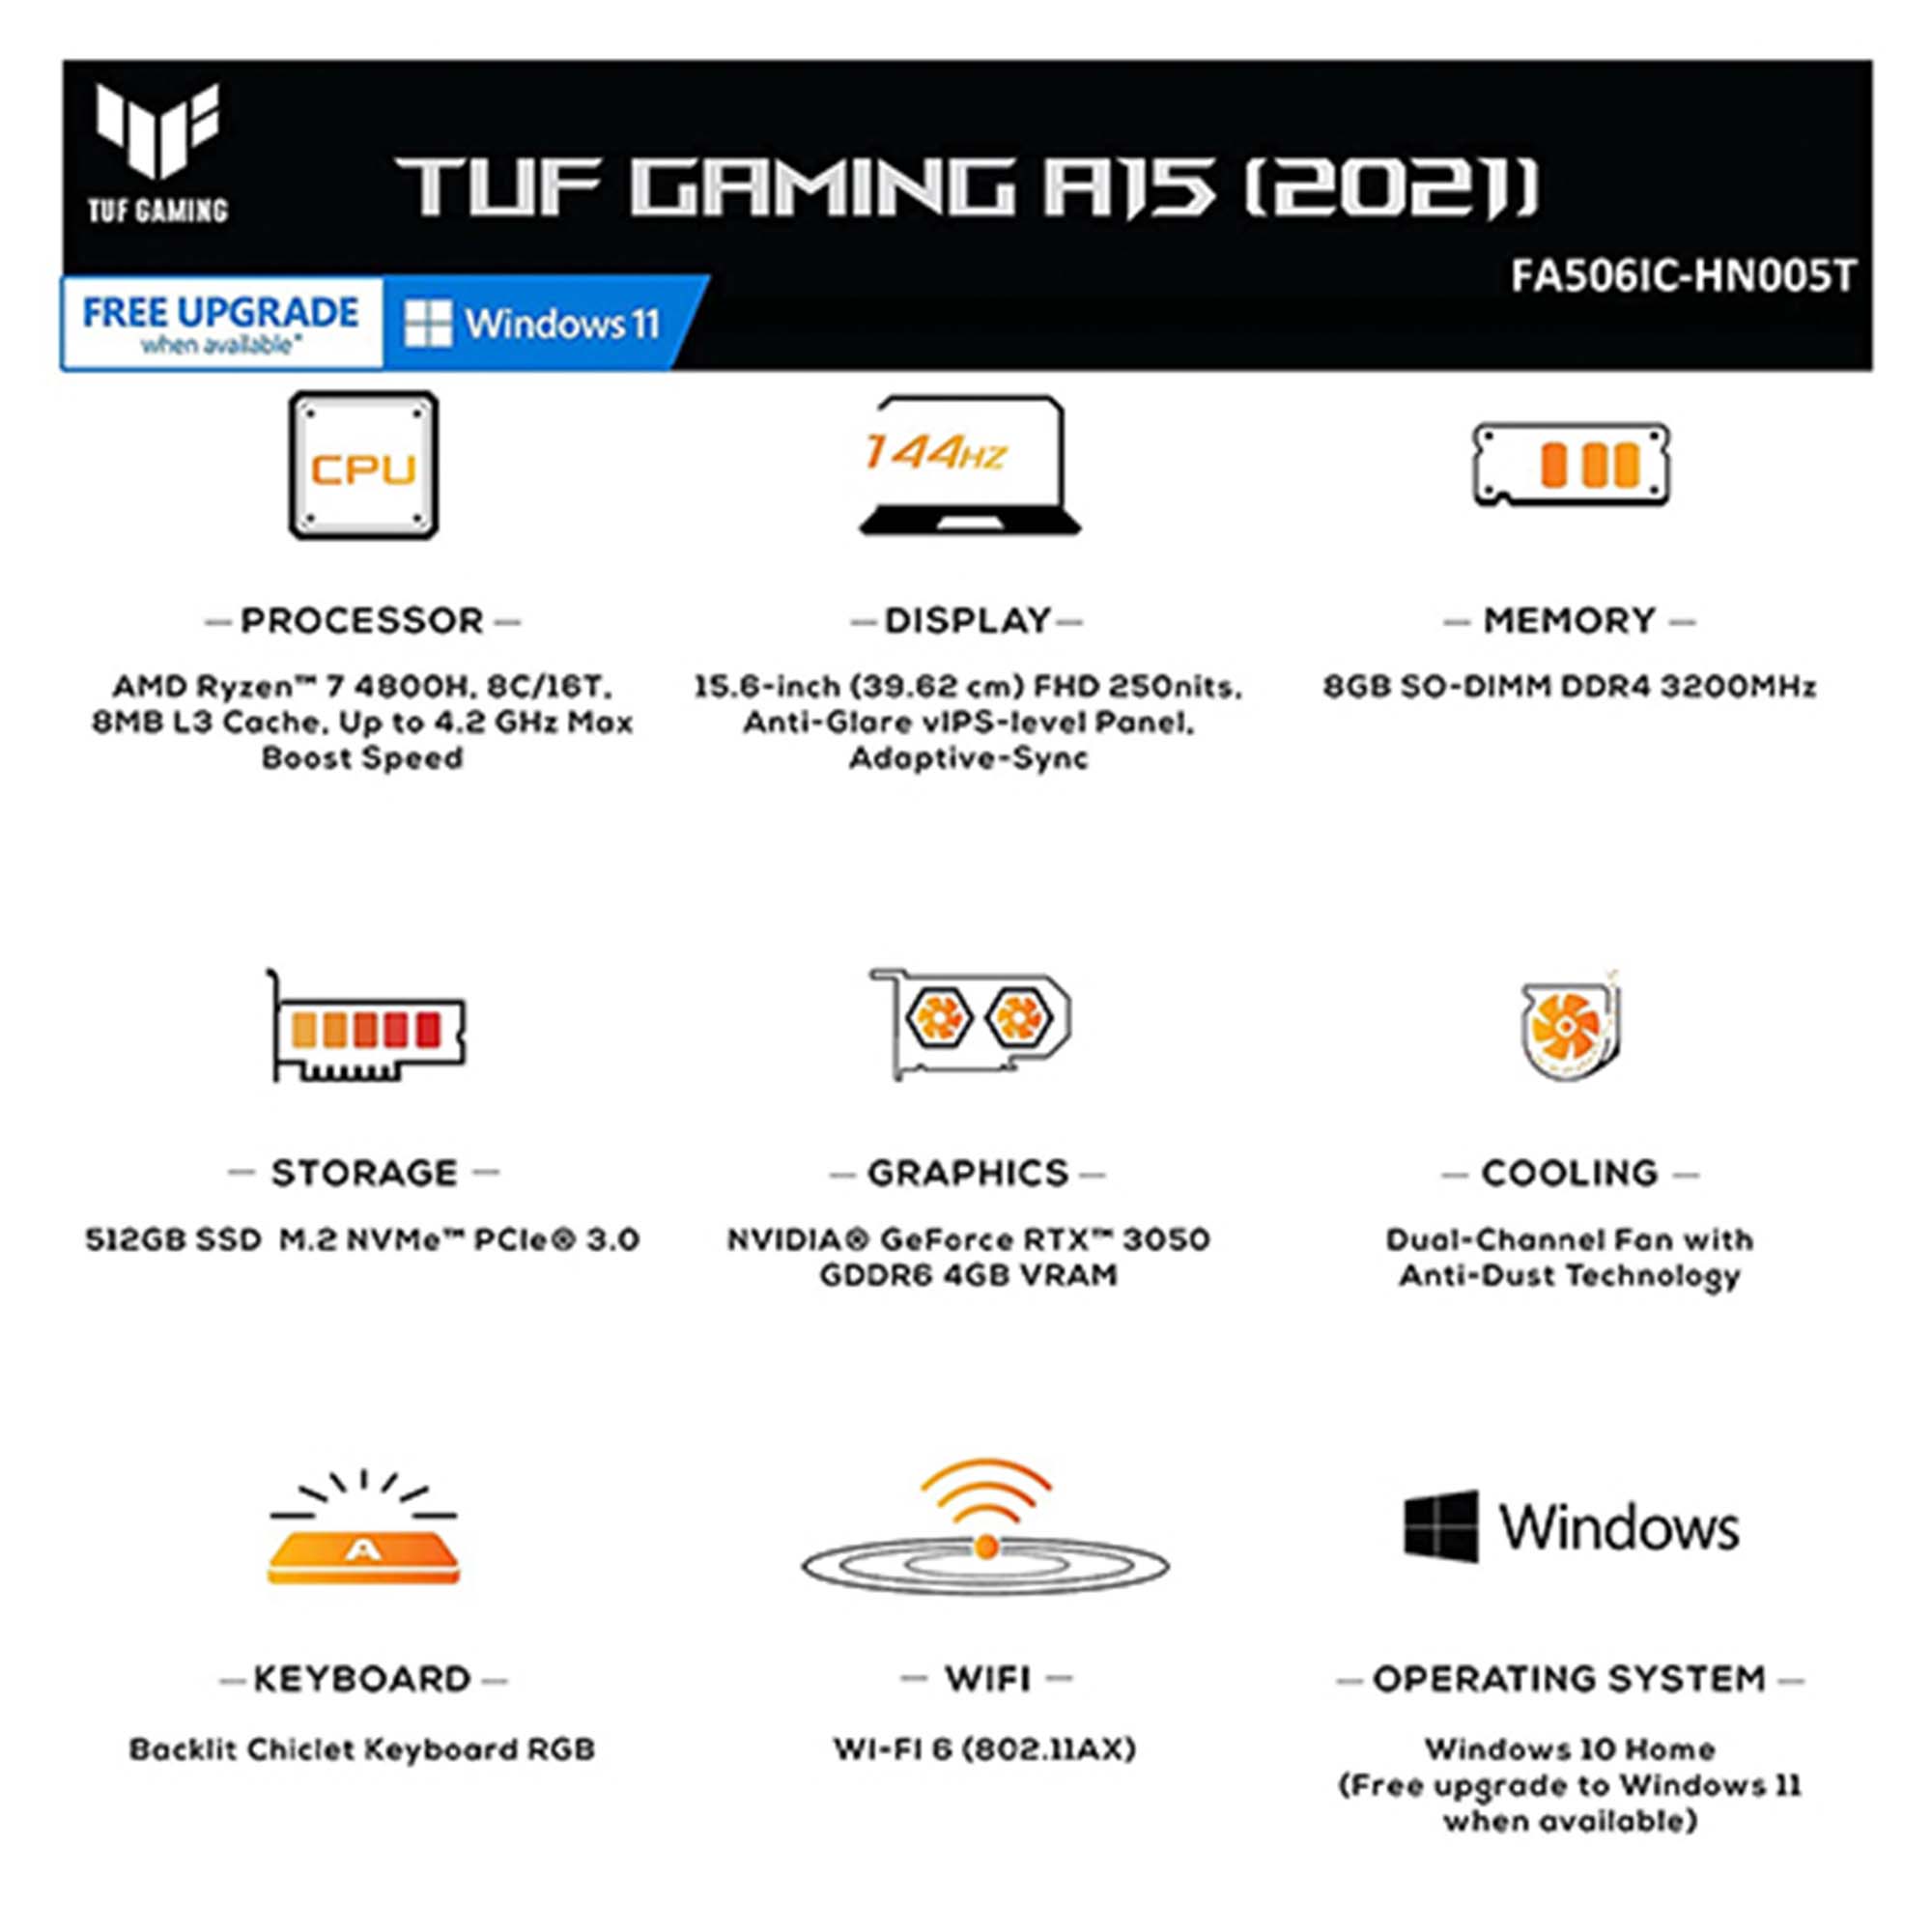 TUF GAMING
TUF GAMING A15 (2021)
FA506IC-HN005T
FREE UPGRADE
when available*
Windows 11
CPU
144HZ
— PROCESSOR —
AMD Ryzen™ 7 4800H, 8C/16T,
8MB L3 Cache, Up to 4.2 GHz Max
Boost Speed
— DISPLAY —
15.6-inch (39.62 cm) FHD 250nits,
Anti-Glare vIPS-level Panel,
Adaptive-Sync
— MEMORY —
8GB SO-DIMM DDR4 3200MHz
— STORAGE —
512GB SSD M.2 NVMe™ PCIe® 3.0
— GRAPHICS —
NVIDIA® GeForce RTX™ 3050
GDDR6 4GB VRAM
— COOLING —
Dual-Channel Fan with
Anti-Dust Technology
A
— KEYBOARD —
Backlit Chiclet Keyboard RGB
— WIFI —
WI-FI 6 (802.11AX)
Windows
— OPERATING SYSTEM —
Windows 10 Home
(Free upgrade to Windows 11
when available)